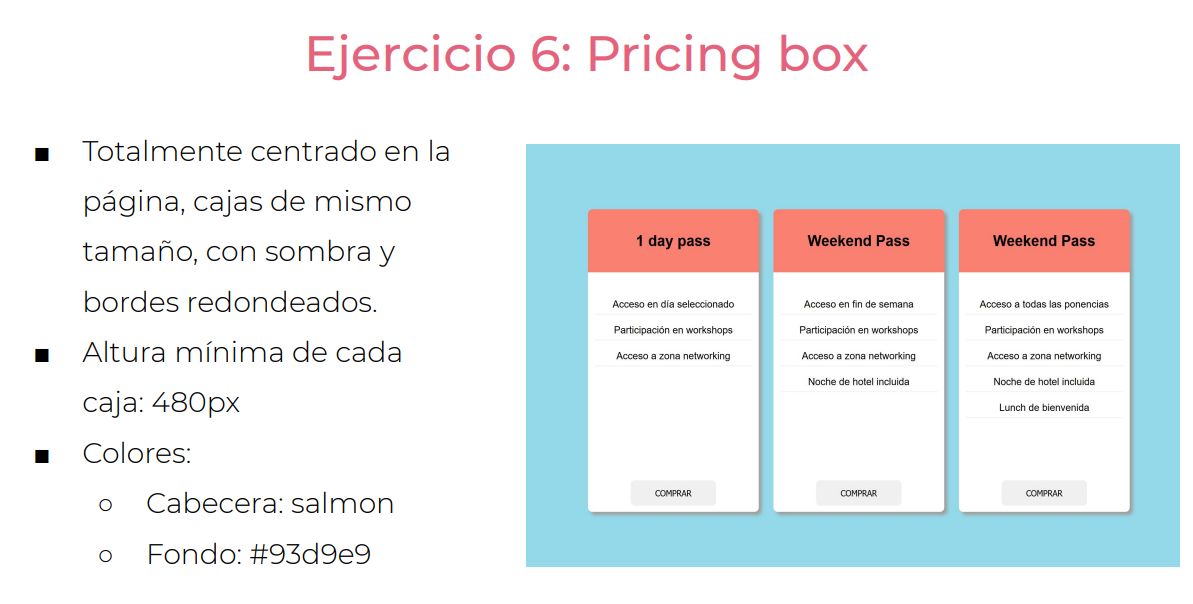 Ejercicio 6: Pricing box
■ Totalmente centrado en la
página, cajas de mismo
tamaño, con sombra y
bordes redondeados.
■ Altura mínima de cada
caja: 480px
■ Colores:
○ Cabecera: salmon
○ Fondo: #93d9e9
1 day pass
Acceso en día seleccionado
Participación en workshops
Acceso a zona networking
COMPRAR
Weekend Pass
Acceso en fin de semana
Participación en workshops
Acceso a zona networking
Noche de hotel incluida
COMPRAR
Weekend Pass
Acceso a todas las ponencias
Participación en workshops
Acceso a zona networking
Noche de hotel incluida
Lunch de bienvenida
COMPRAR